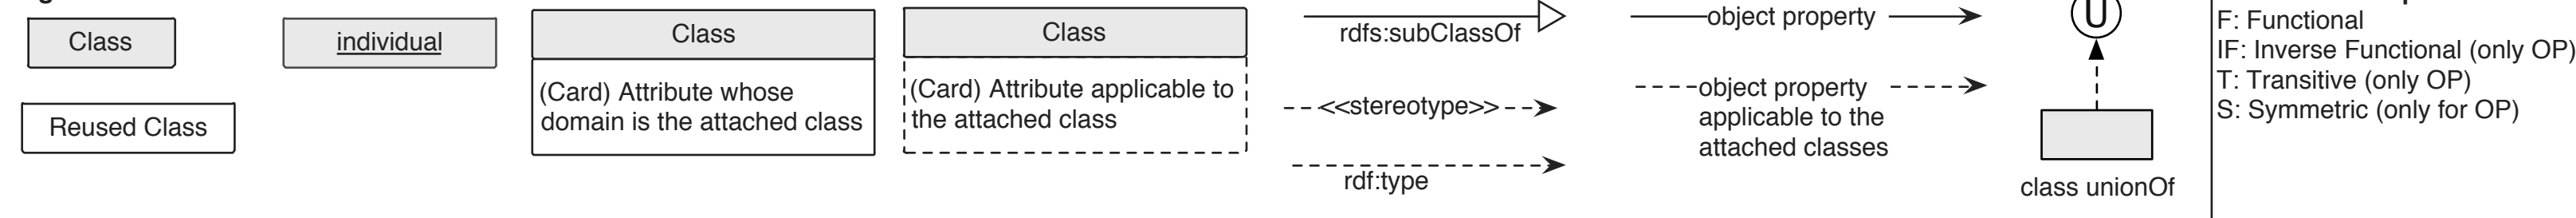 Class
individual
Reused Class
Class
(Card) Attribute whose
domain is the attached class
Class
(Card) Attribute applicable to
the attached class
rdfs:subClassOf
<<stereotype>>
rdf:type
object property
object property
applicable to the
attached classes
U
class unionOf
F: Functional
IF: Inverse Functional (only OP)
T: Transitive (only OP)
S: Symmetric (only for OP)